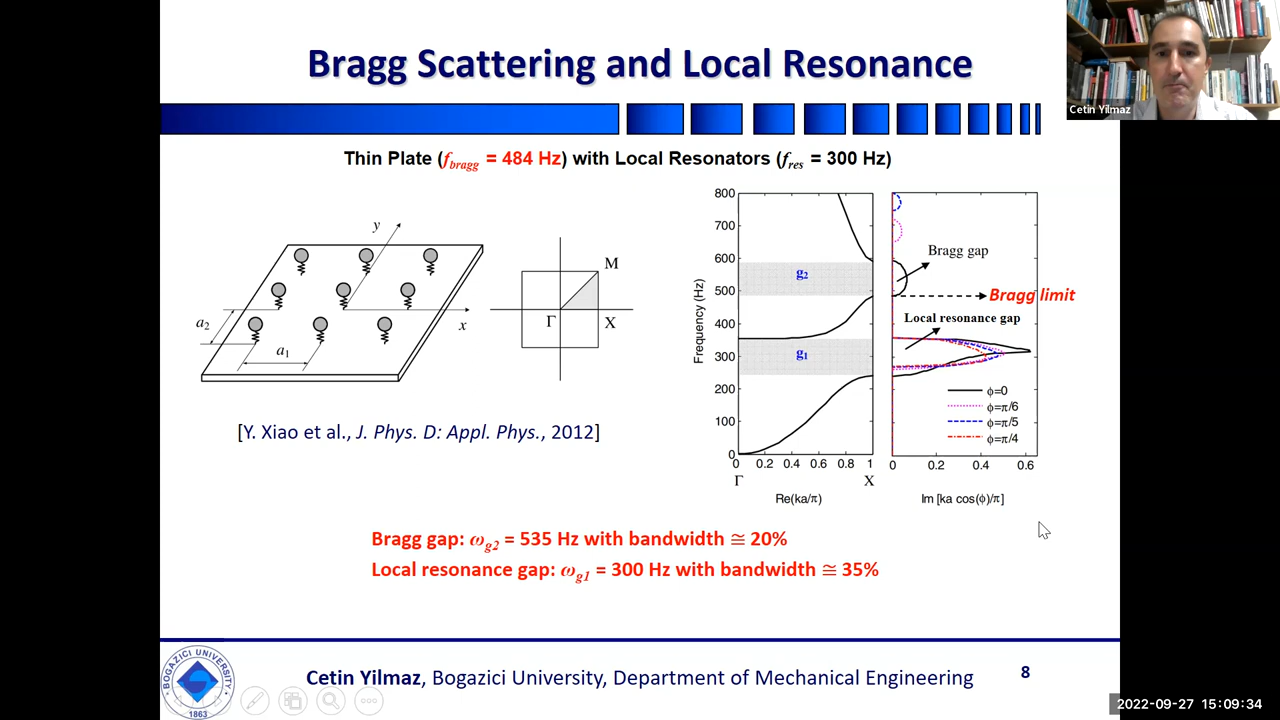 Bragg Scattering and Local Resonance
Cetin Yilmaz
Thin Plate (fbragg = 484 Hz) with Local Resonators (fres = 300 Hz)
y
x
a2
a1
M
Γ
X
[Y. Xiao et al., J. Phys. D: Appl. Phys., 2012]
Frequency (Hz)
800
700
600
500
400
300
200
100
0
g2
g1
0 0.2 0.4 0.6 0.8 1
Γ X
Re(ka/π)
Bragg gap
Bragg limit
Local resonance gap
ϕ=0
ϕ=π/6
ϕ=π/5
ϕ=π/4
0 0.2 0.4 0.6
Im [ka cos(ϕ)/π]
Bragg gap: ωg2 = 535 Hz with bandwidth ≅ 20%
Local resonance gap: ωg1 = 300 Hz with bandwidth ≅ 35%
BOGAZICI UNIVERSITY
1863
Cetin Yilmaz, Bogazici University, Department of Mechanical Engineering
8
2022-09-27 15:09:34